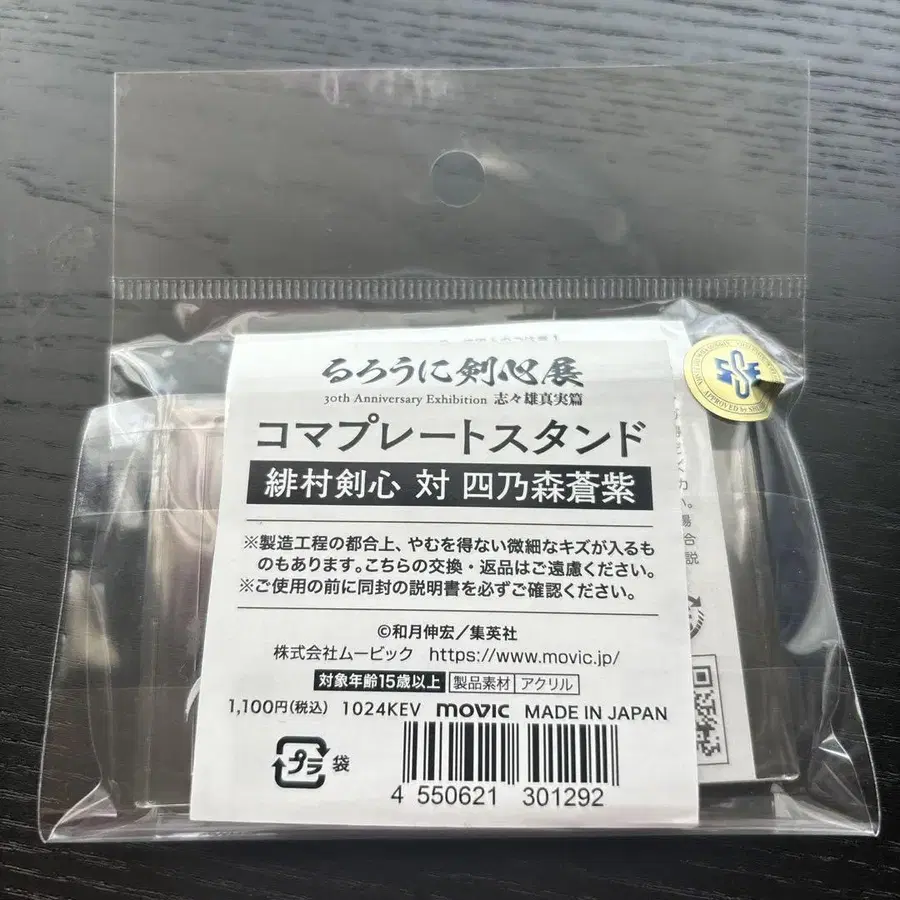 るろうに剣心展
30th Anniversary Exhibition 志々雄真実篇
コマプレートスタンド
緋村剣心 対 四乃森蒼紫
※製造工程の都合上、やむを得ない微細なキズが入るも
のもあります。こちらの交換・返品はご遠慮ください。
※ご使用の前に同封の説明書を必ずご確認ください。
©和月伸宏／集英社
株式会社ムービック https://www.movic.jp/
対象年齢15歳以上 製品素材 アクリル
1,100円(税込) 1024KEV movic MADE IN JAPAN
プラ 袋
4 550621 301292